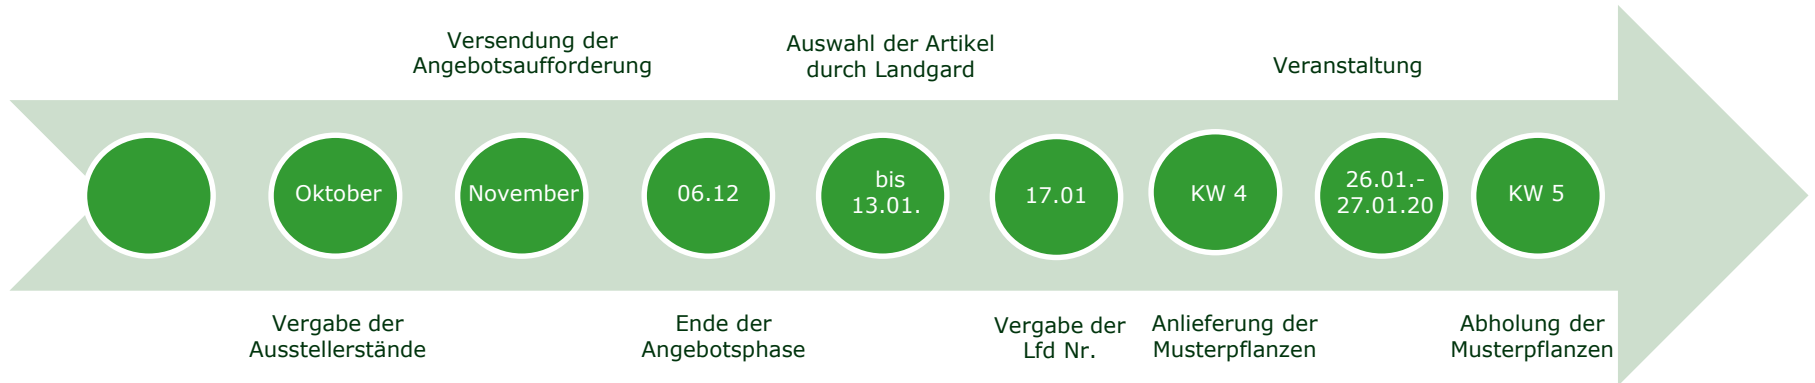 Versendung der
Angebotsaufforderung
Auswahl der Artikel
durch Landgard
Veranstaltung
Oktober
November
06.12
bis
13.01.
17.01
KW 4
26.01.-
27.01.20
KW 5
Vergabe der
Ausstellerstände
Ende der
Angebotsphase
Vergabe der
Lfd Nr.
Anlieferung der
Musterpflanzen
Abholung der
Musterpflanzen